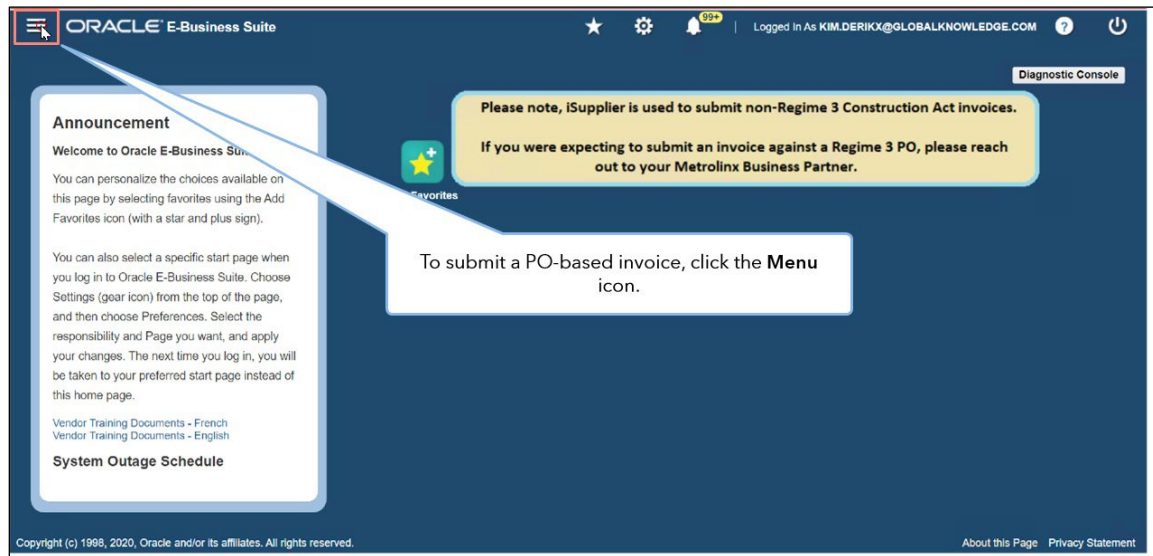 ORACLE E-Business Suite
99+
Logged In As KIM.DERIKX@GLOBALKNOWLEDGE.COM
?
Diagnostic Console
Announcement
Welcome to Oracle E-Business
You can personalize the choices available on
this page by selecting favorites using the Add
Favorites icon (with a star and plus sign).
You can also select a specific start page when
you log in to Oracle E-Business Suite. Choose
Settings (gear icon) from the top of the page,
and then choose Preferences. Select the
responsibility and Page you want, and apply
your changes. The next time you log in, you will
be taken to your preferred start page instead of
this home page.
Vendor Training Documents - French
Vendor Training Documents - English
System Outage Schedule
Favorites
Please note, iSupplier is used to submit non-Regime 3 Construction Act invoices.
If you were expecting to submit an invoice against a Regime 3 PO, please reach
out to your Metrolinx Business Partner.
To submit a PO-based invoice, click the Menu
icon.
Copyright (c) 1998, 2020, Oracle and/or its affiliates. All rights reserved.
About this Page Privacy Statement